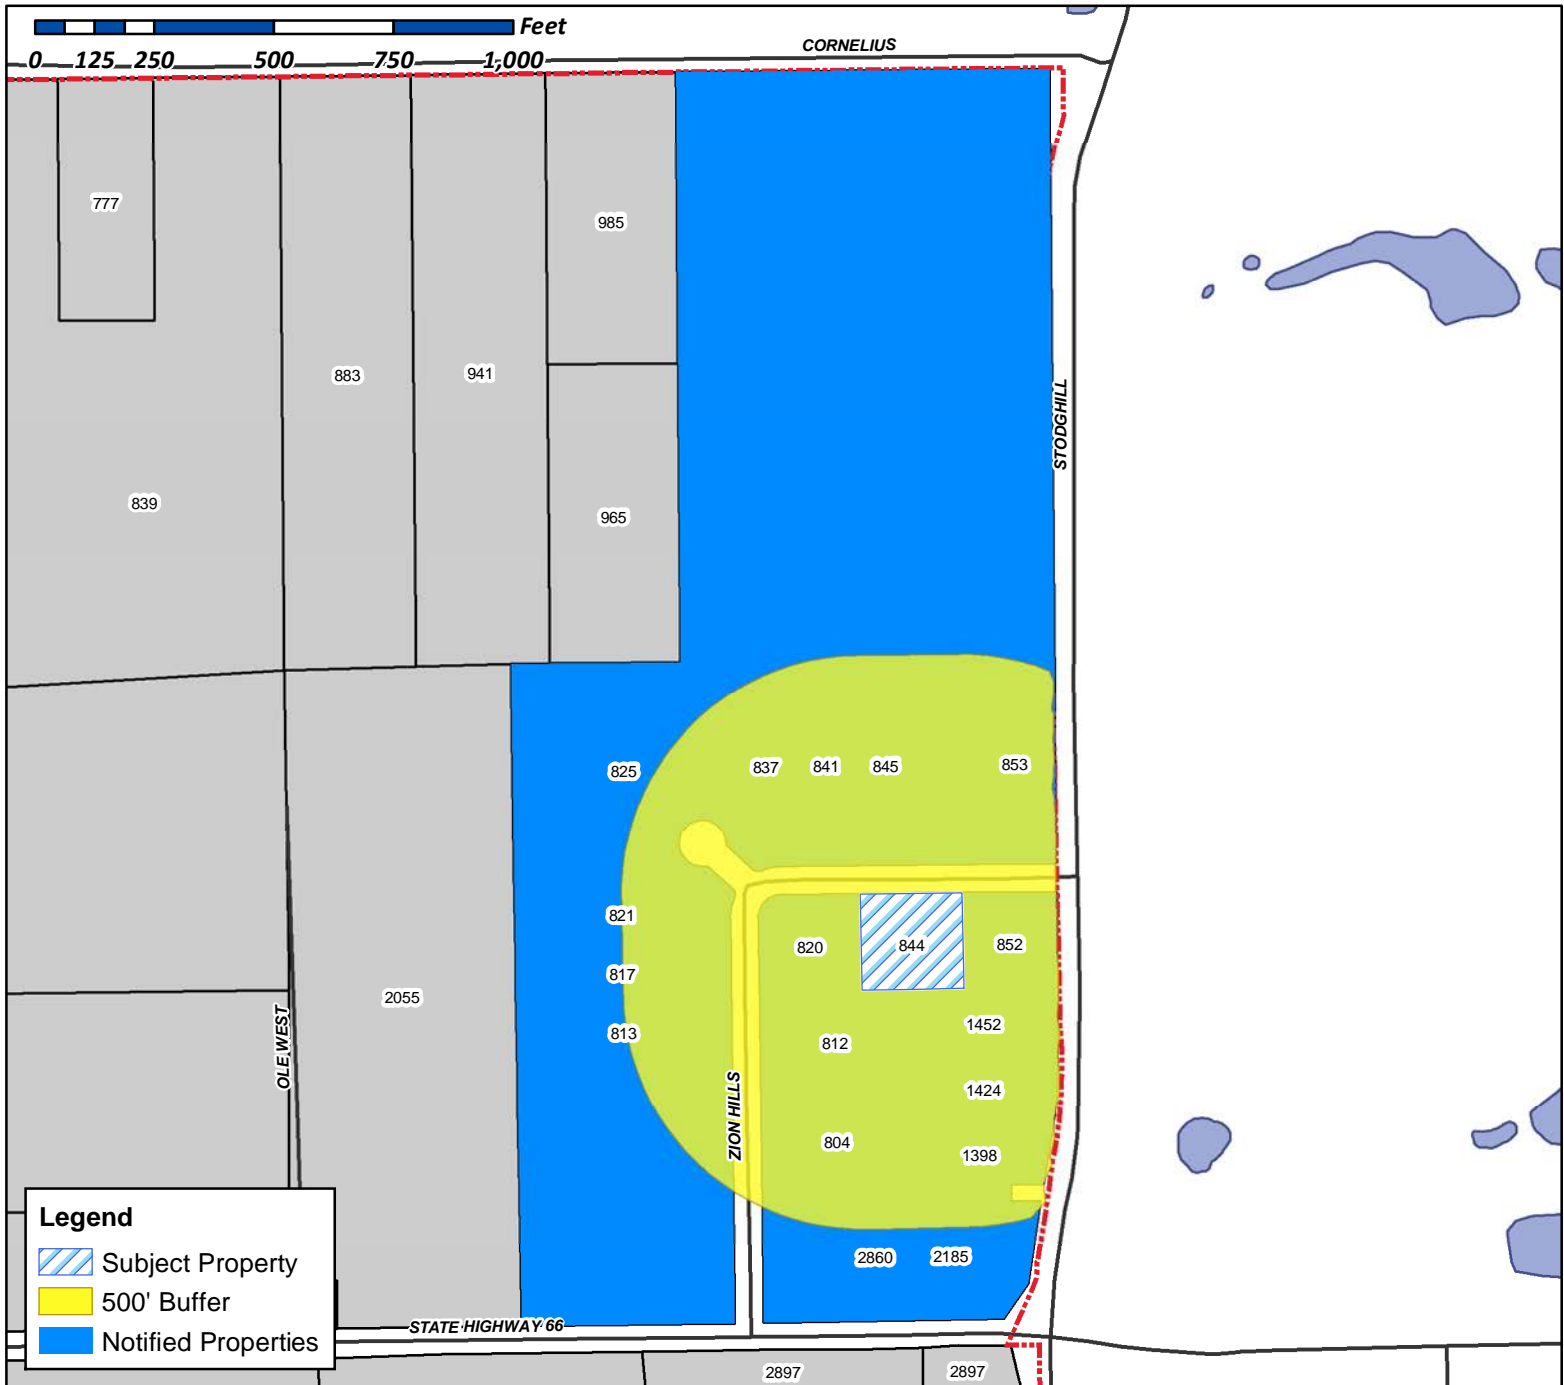 Feet
0 125 250 500 750 1,000
CORNELIUS
777
985
883
941
STODGHILL
839
965
825
837 841 845 853
821
820 844 852
817
2055
OLE WEST
813
812
1452
ZION HILLS
1424
804
1398
Legend
Subject Property
500' Buffer
Notified Properties
2860 2185
STATE HIGHWAY 66
2897 2897